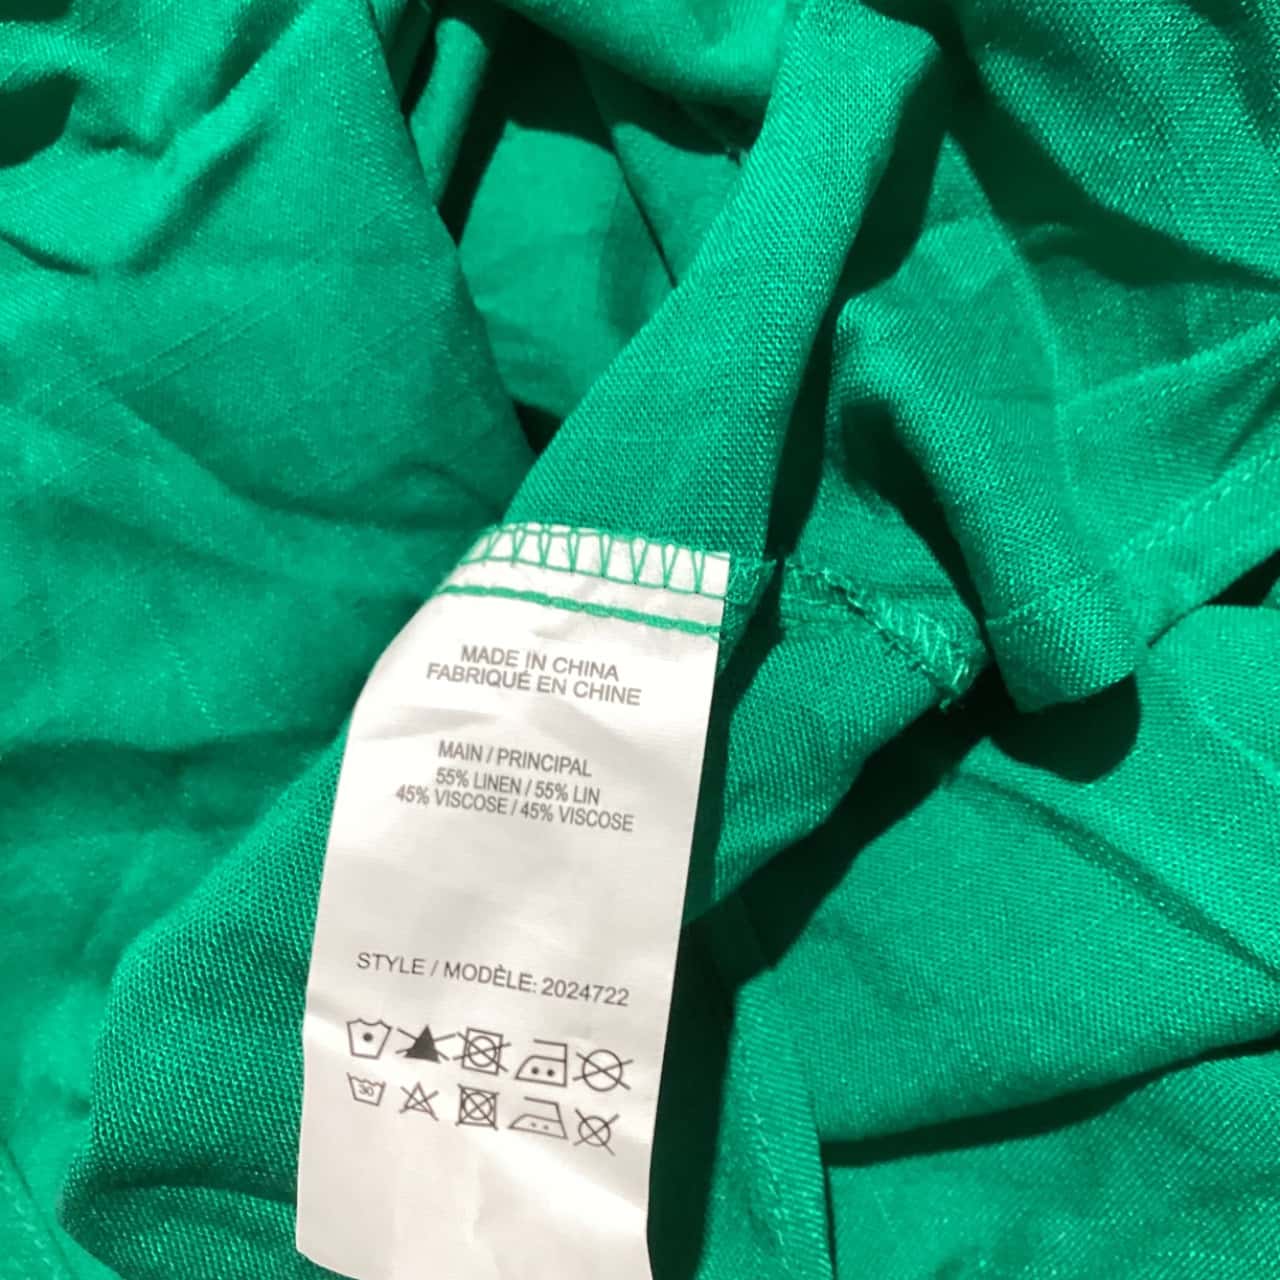 MADE IN CHINA
FABRIQUÉ EN CHINE
MAIN / PRINCIPAL
55% LINEN / 55% LIN
45% VISCOSE / 45% VISCOSE
STYLE / MODÈLE: 2024722
30